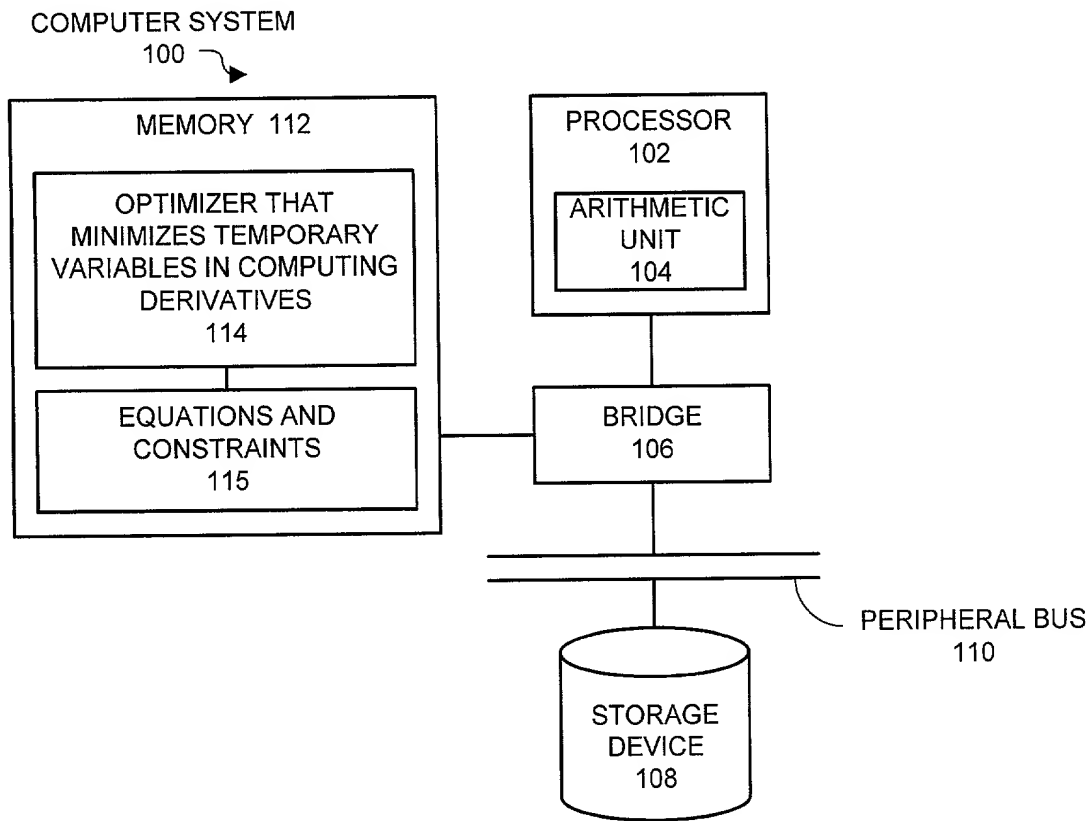 COMPUTER SYSTEM
100
MEMORY 112
OPTIMIZER THAT
MINIMIZES TEMPORARY
VARIABLES IN COMPUTING
DERIVATIVES
114
EQUATIONS AND
CONSTRAINTS
115
PROCESSOR
102
ARITHMETIC
UNIT
104
BRIDGE
106
PERIPHERAL BUS
110
STORAGE
DEVICE
108